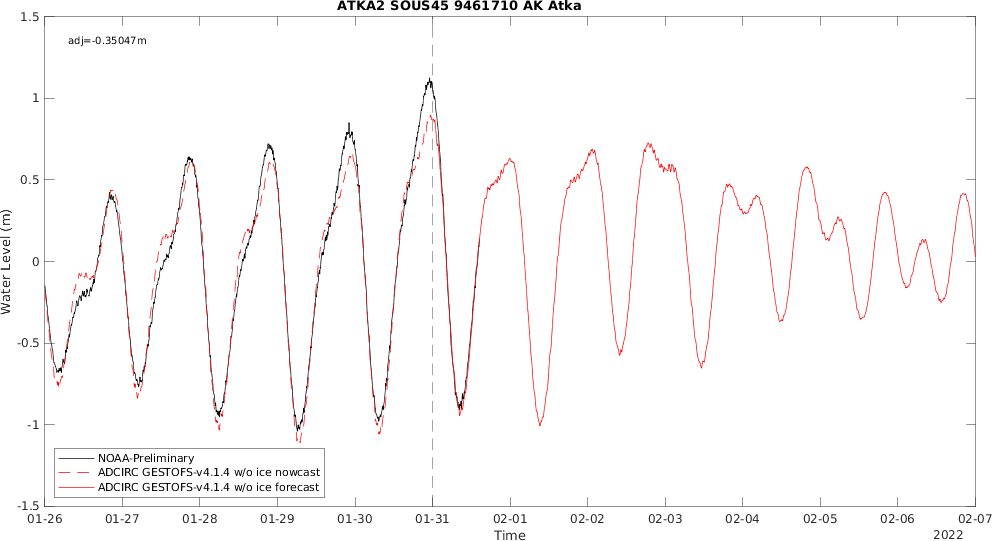 ATKA2 SOUS45 9461710 AK Atka
adj=-0.35047m
1.5
1
0.5
0
-0.5
-1
-1.5
Water Level (m)
NOAA-Preliminary
ADCIRC GESTOFS-v4.1.4 w/o ice nowcast
ADCIRC GESTOFS-v4.1.4 w/o ice forecast
01-26 01-27 01-28 01-29 01-30 01-31 02-01 02-02 02-03 02-04 02-05 02-06 02-07
Time
2022